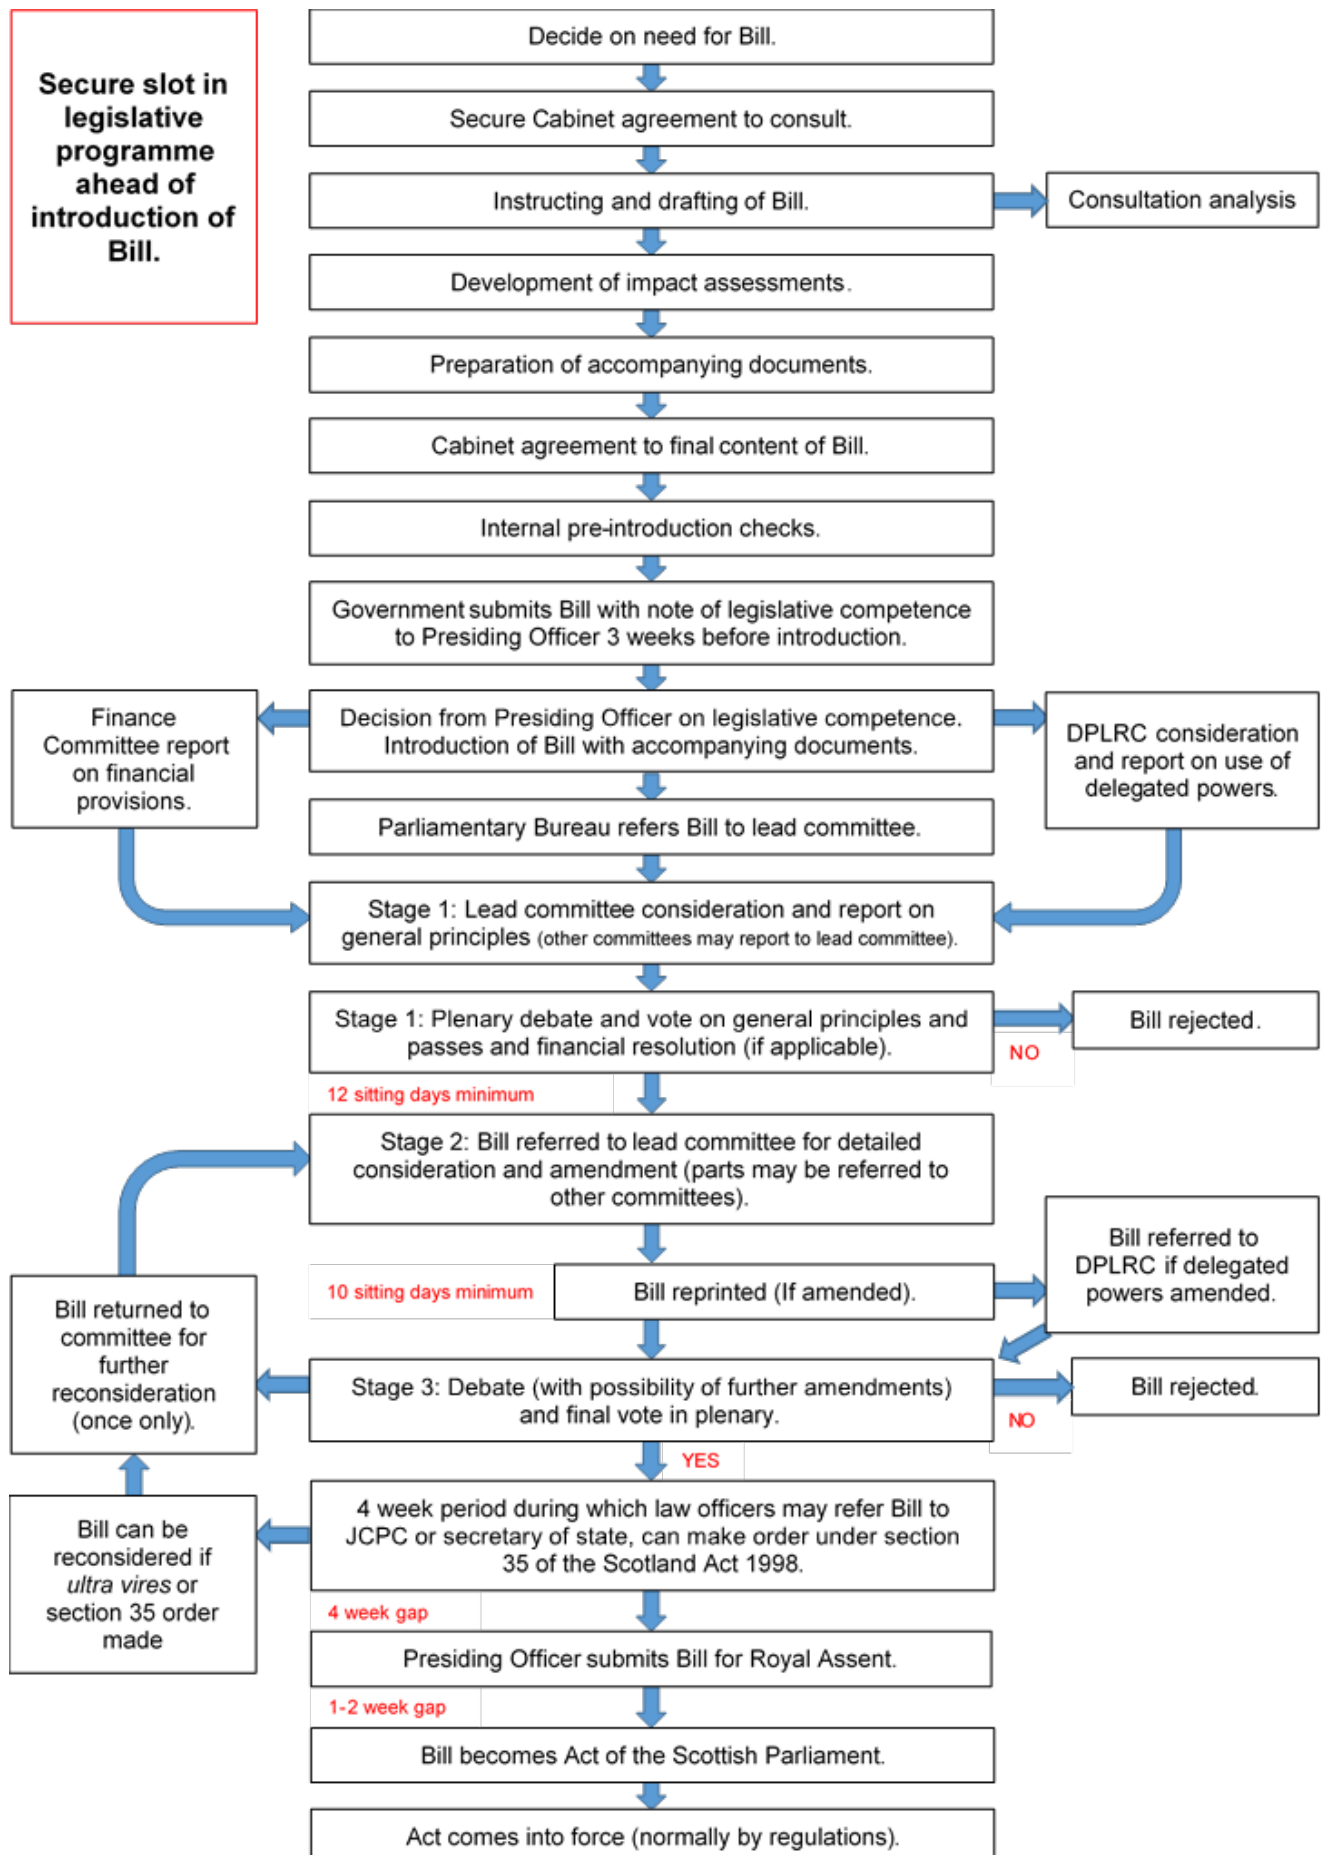 Secure slot in
legislative
programme
ahead of
introduction of
Bill.
Decide on need for Bill.
Secure Cabinet agreement to consult.
Instructing and drafting of Bill.
Consultation analysis
Development of impact assessments.
Preparation of accompanying documents.
Cabinet agreement to final content of Bill.
Internal pre-introduction checks.
Government submits Bill with note of legislative competence
to Presiding Officer 3 weeks before introduction.
Finance
Committee report
on financial
provisions.
Decision from Presiding Officer on legislative competence.
Introduction of Bill with accompanying documents.
DPLRC consideration
and report on use of
delegated powers.
Parliamentary Bureau refers Bill to lead committee.
Stage 1: Lead committee consideration and report on
general principles (other committees may report to lead committee).
Stage 1: Plenary debate and vote on general principles and
passes and financial resolution (if applicable).
NO
Bill rejected.
12 sitting days minimum
Stage 2: Bill referred to lead committee for detailed
consideration and amendment (parts may be referred to
other committees).
10 sitting days minimum
Bill reprinted (If amended).
Bill referred to
DPLRC if delegated
powers amended.
Bill returned to
committee for
further
reconsideration
(once only).
Stage 3: Debate (with possibility of further amendments)
and final vote in plenary.
NO
Bill rejected.
YES
4 week period during which law officers may refer Bill to
JCPC or secretary of state, can make order under section
35 of the Scotland Act 1998.
Bill can be
reconsidered if
ultra vires or
section 35 order
made
4 week gap
Presiding Officer submits Bill for Royal Assent.
1-2 week gap
Bill becomes Act of the Scottish Parliament.
Act comes into force (normally by regulations).